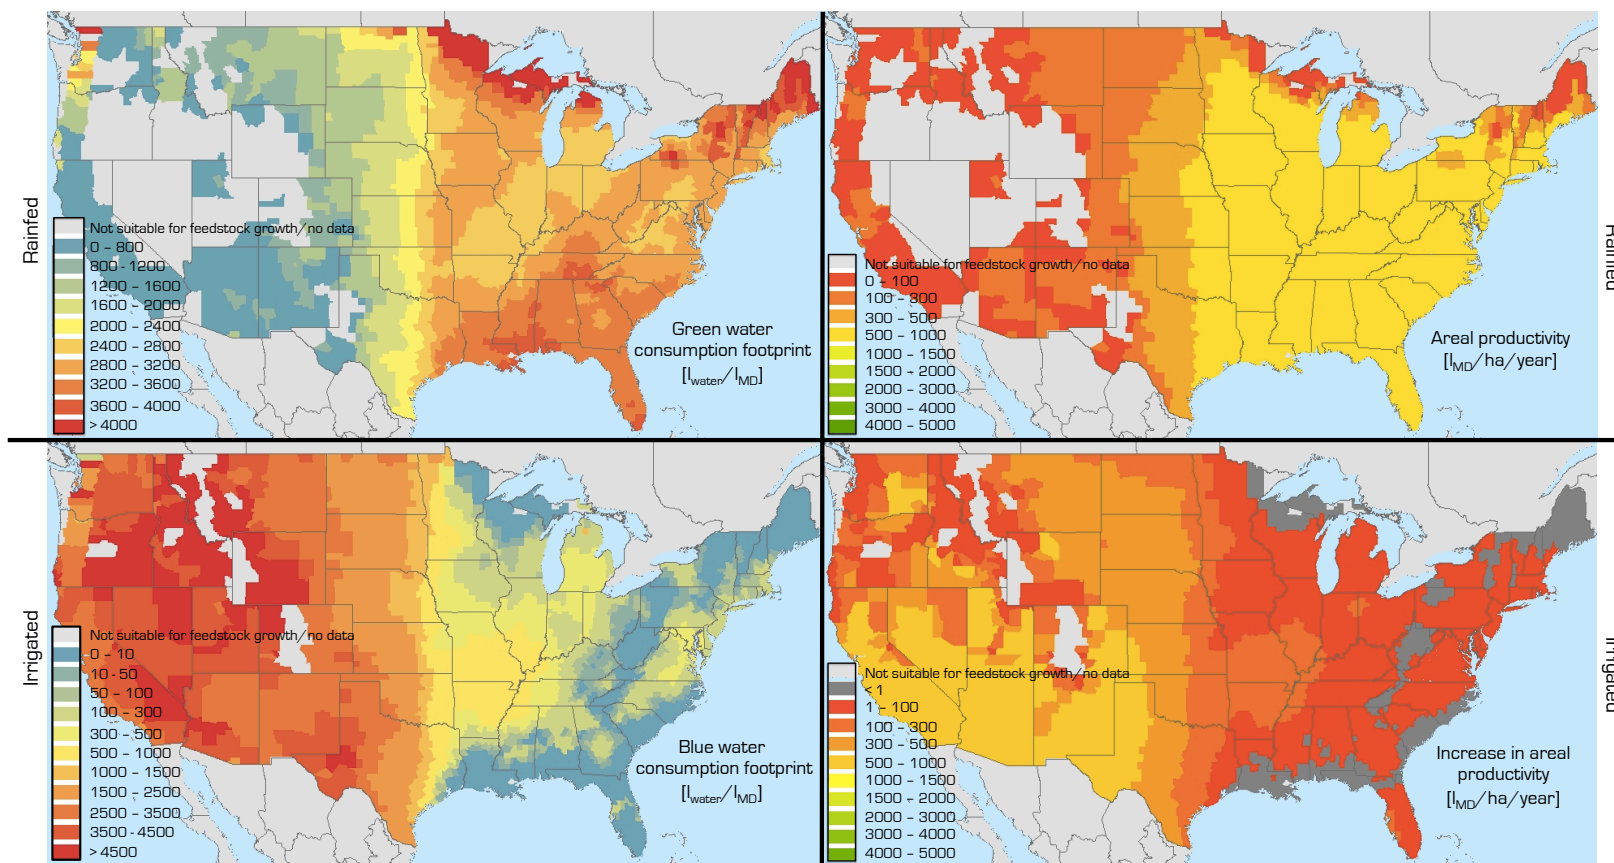 Rainfed
Not suitable for feedstock growth/no data
0 - 800
800 - 1200
1200 - 1600
1600 - 2000
2000 - 2400
2400 - 2800
2800 - 3200
3200 - 3600
3600 - 4000
> 4000
Green water
consumption footprint
[lwater/lMD]
Not suitable for feedstock growth/no data
0 - 100
100 - 300
300 - 500
500 - 1000
1000 - 1500
1500 - 2000
2000 - 3000
3000 - 4000
4000 - 5000
Areal productivity
[lMD/ha/year]
Rainfed
Irrigated
Not suitable for feedstock growth/no data
0 - 10
10 - 50
50 - 100
100 - 300
300 - 500
500 - 1000
1000 - 1500
1500 - 2500
2500 - 3500
3500 - 4500
> 4500
Blue water
consumption footprint
[lwater/lMD]
Not suitable for feedstock growth/no data
< 1
1 - 100
100 - 300
300 - 500
500 - 1000
1000 - 1500
1500 - 2000
2000 - 3000
3000 - 4000
4000 - 5000
Increase in areal
productivity
[lMD/ha/year]
Irrigated